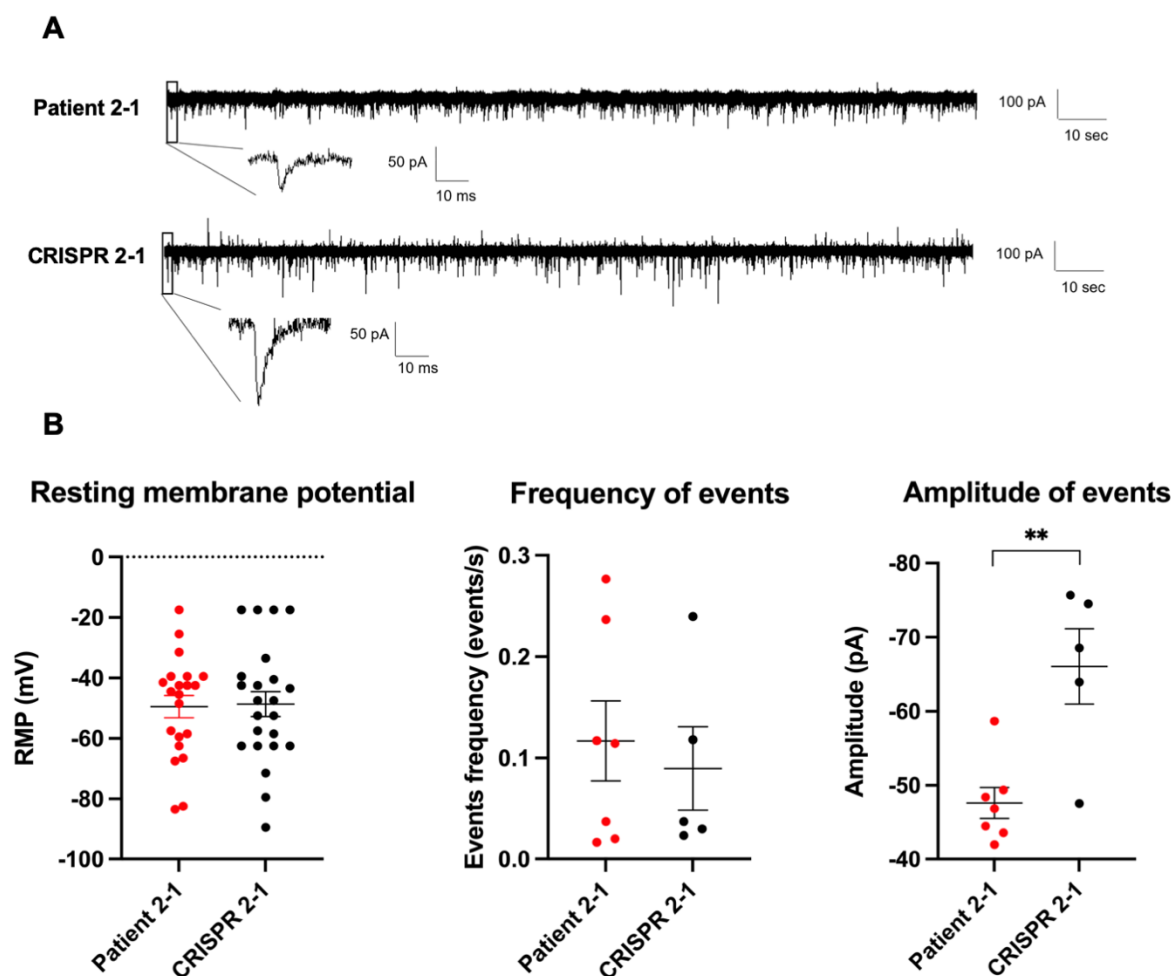 A
Patient 2-1
100 pA
10 sec
50 pA
10 ms
CRISPR 2-1
100 pA
10 sec
50 pA
10 ms
B
Resting membrane potential
RMP (mV)
0
-20
-40
-60
-80
-100
Patient 2-1
CRISPR 2-1
Frequency of events
Events frequency (events/s)
0.3
0.2
0.1
0.0
Patient 2-1
CRISPR 2-1
Amplitude of events
**
Amplitude (pA)
-80
-70
-60
-50
-40
Patient 2-1
CRISPR 2-1